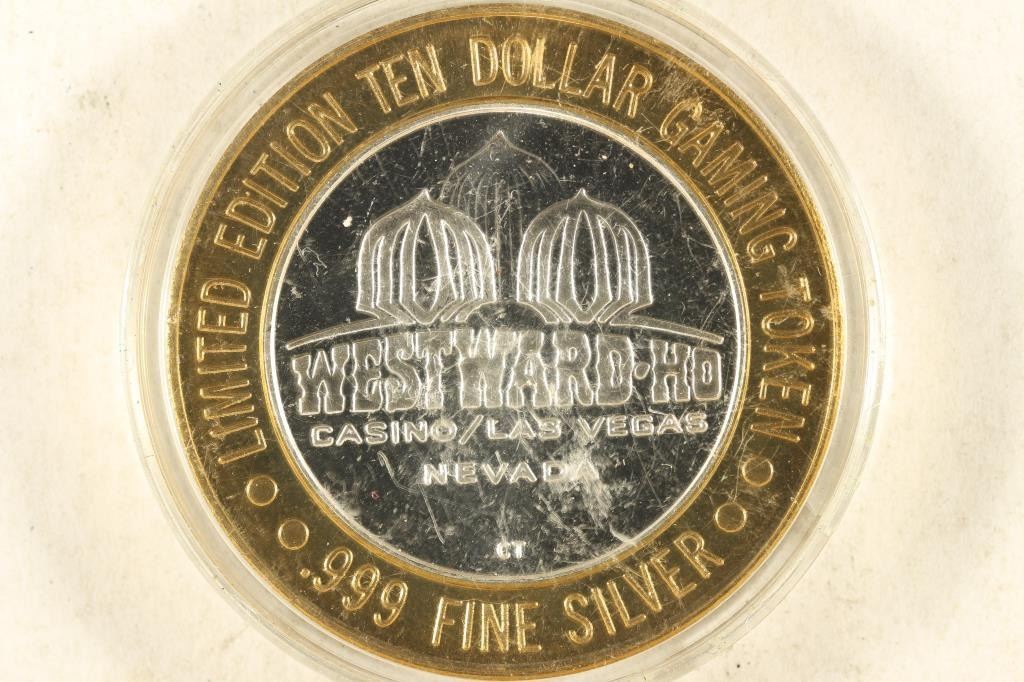 LIMITED EDITION TEN DOLLAR GAMING TOKEN
WESTWARD-HO
CASINO/LAS VEGAS
NEVADA
CT
.999 FINE SILVER